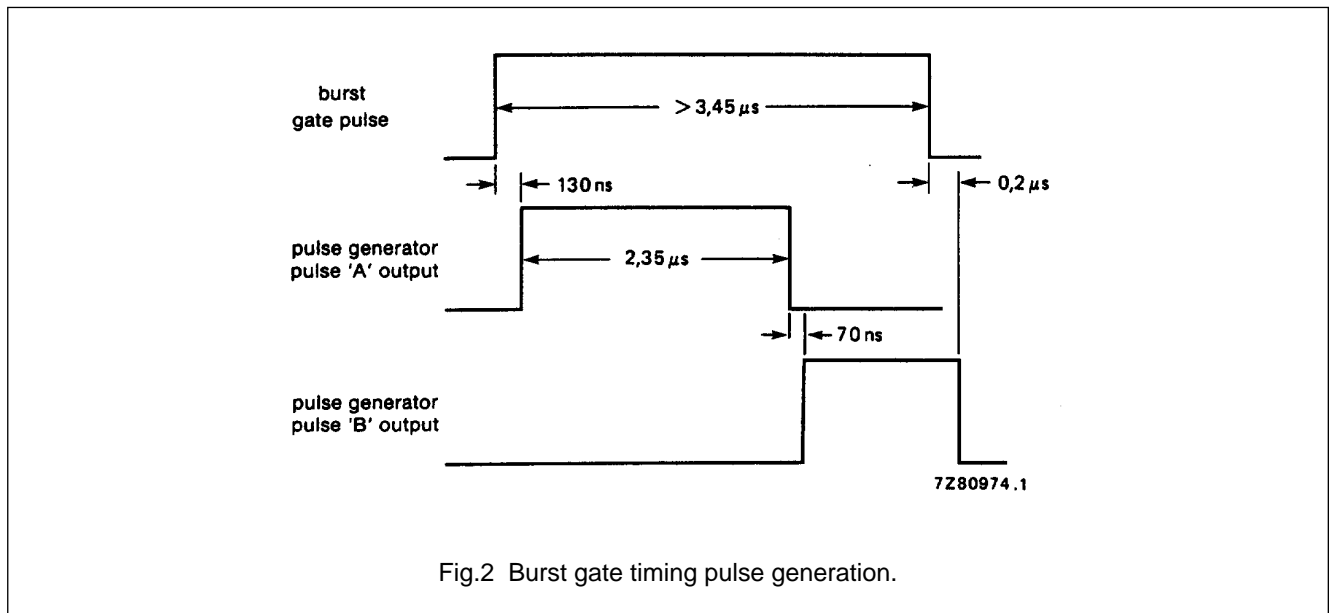 burst
gate pulse
> 3,45 μs
130 ns
0,2 μs
pulse generator
pulse 'A' output
2,35 μs
70 ns
pulse generator
pulse 'B' output
7Z80974.1
Fig.2 Burst gate timing pulse generation.